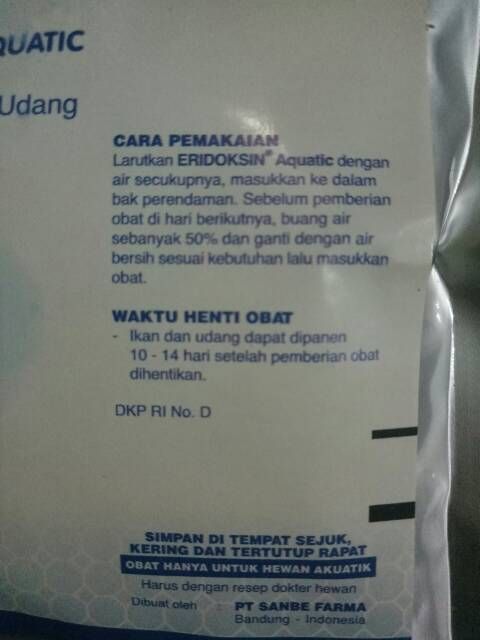 QUATIC
Udang
CARA PEMAKAIAN
Larutkan ERIDOKSIN® Aquatic dengan
air secukupnya, masukkan ke dalam
bak perendaman. Sebelum pemberian
obat di hari berikutnya, buang air
sebanyak 50% dan ganti dengan air
bersih sesuai kebutuhan lalu masukkan
obat.
WAKTU HENTI OBAT
- Ikan dan udang dapat dipanen
10 - 14 hari setelah pemberian obat
dihentikan.
DKP RI No. D
SIMPAN DI TEMPAT SEJUK,
KERING DAN TERTUTUP RAPAT
OBAT HANYA UNTUK HEWAN AKUATIK
Harus dengan resep dokter hewan
Dibuat oleh : PT SANBE FARMA
Bandung - Indonesia